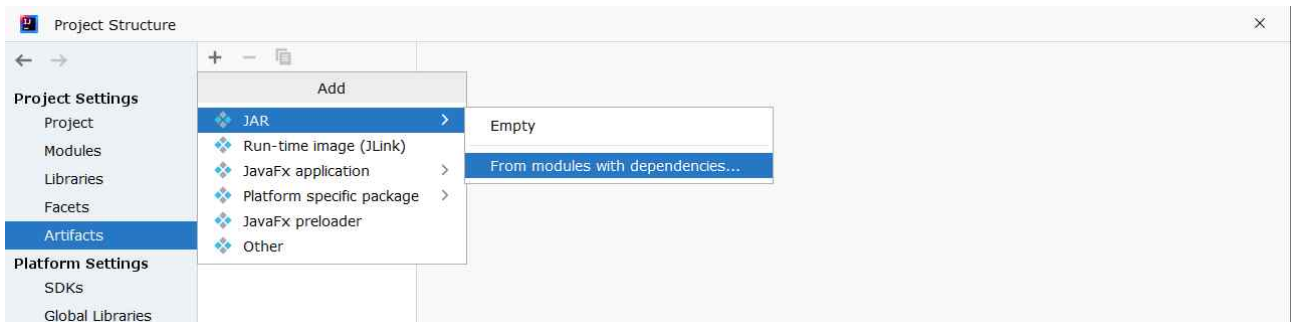 Project Structure
Project Settings
Project
Modules
Libraries
Facets
Artifacts
Platform Settings
SDKs
Global Libraries
Add
JAR
Run-time image (JLink)
JavaFx application
Platform specific package
JavaFx preloader
Other
Empty
From modules with dependencies...